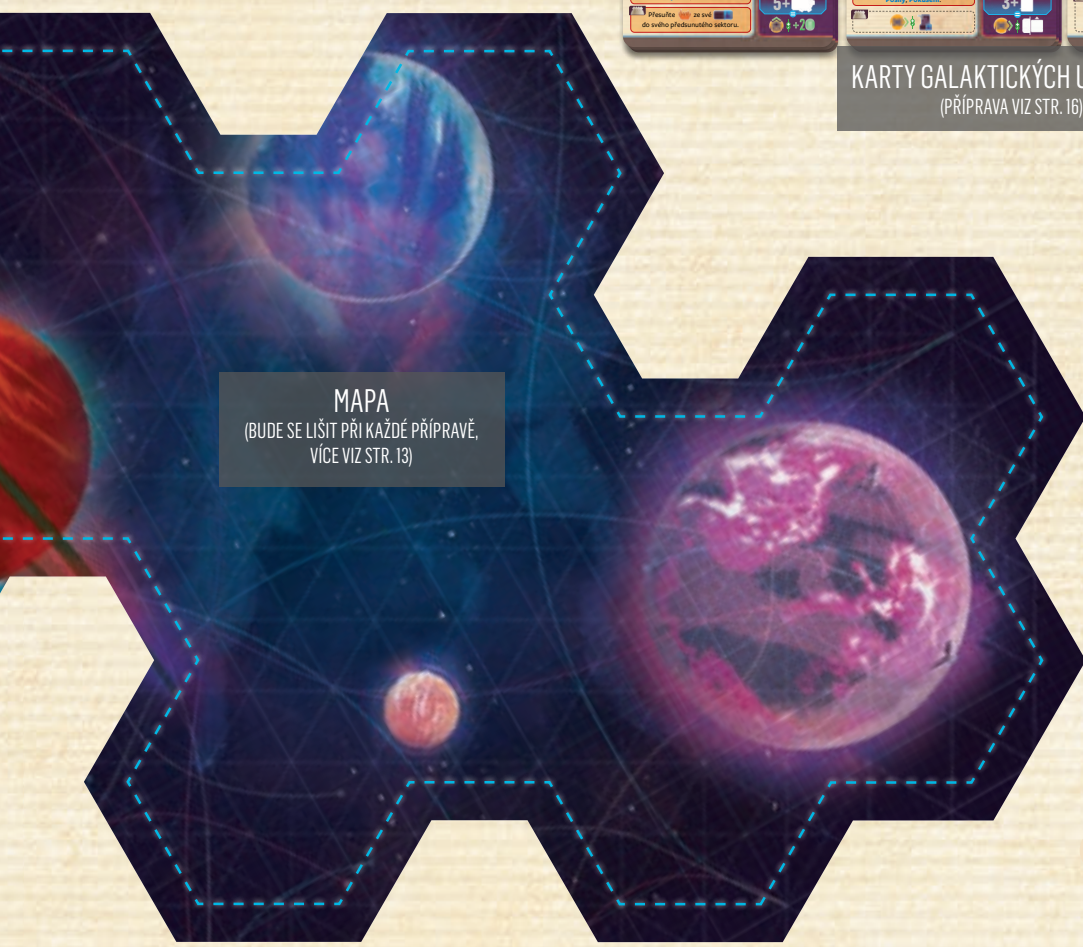 Přesuňte ze své
do svého předsunutého sektoru.
5+
+2
3+
KARTY GALAKTICKÝCH
(PŘÍPRAVA VIZ STR. 16)
MAPA
(BUDE SE LIŠIT PŘI KAŽDÉ PŘÍPRAVĚ,
VÍCE VIZ STR. 13)